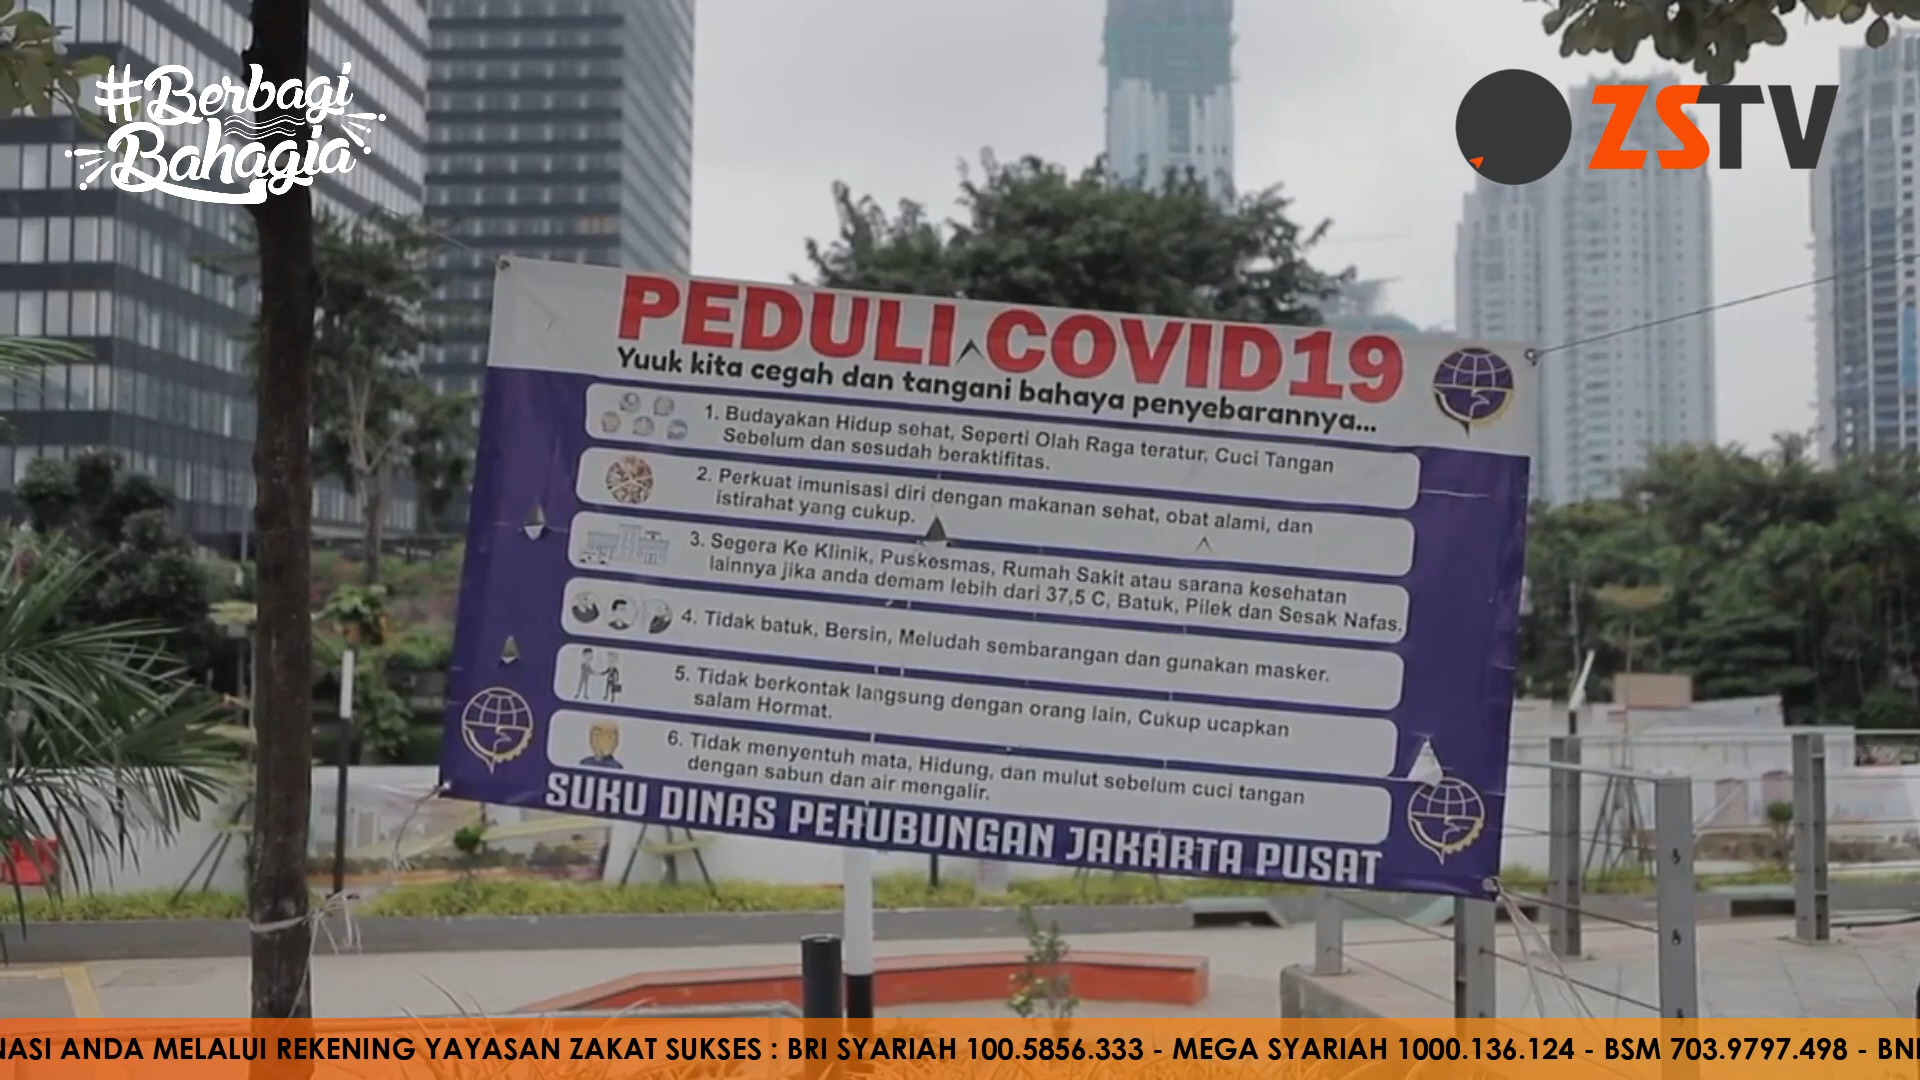 #Berbagi
Bahagia
ZSTV
PEDULI COVID19
Yuuk kita cegah dan tangani bahaya penyebarannya...
1. Budayakan Hidup sehat, Seperti Olah Raga teratur, Cuci Tangan
Sebelum dan sesudah beraktifitas.
2. Perkuat imunisasi diri dengan makanan sehat, obat alami, dan
istirahat yang cukup.
3. Segera Ke Klinik, Puskesmas, Rumah Sakit atau sarana kesehatan
lainnya jika anda demam lebih dari 37,5 C, Batuk, Pilek dan Sesak Nafas.
4. Tidak batuk, Bersin, Meludah sembarangan dan gunakan masker.
5. Tidak berkontak langsung dengan orang lain, Cukup ucapkan
salam Hormat.
6. Tidak menyentuh mata, Hidung, dan mulut sebelum cuci tangan
dengan sabun dan air mengalir.
SUKU DINAS PEHUBUNGAN JAKARTA PUSAT
NASI ANDA MELALUI REKENING YAYASAN ZAKAT SUKSES : BRI SYARIAH 100.5856.333 - MEGA SYARIAH 1000.136.124 - BSM 703.9797.498 - BNI